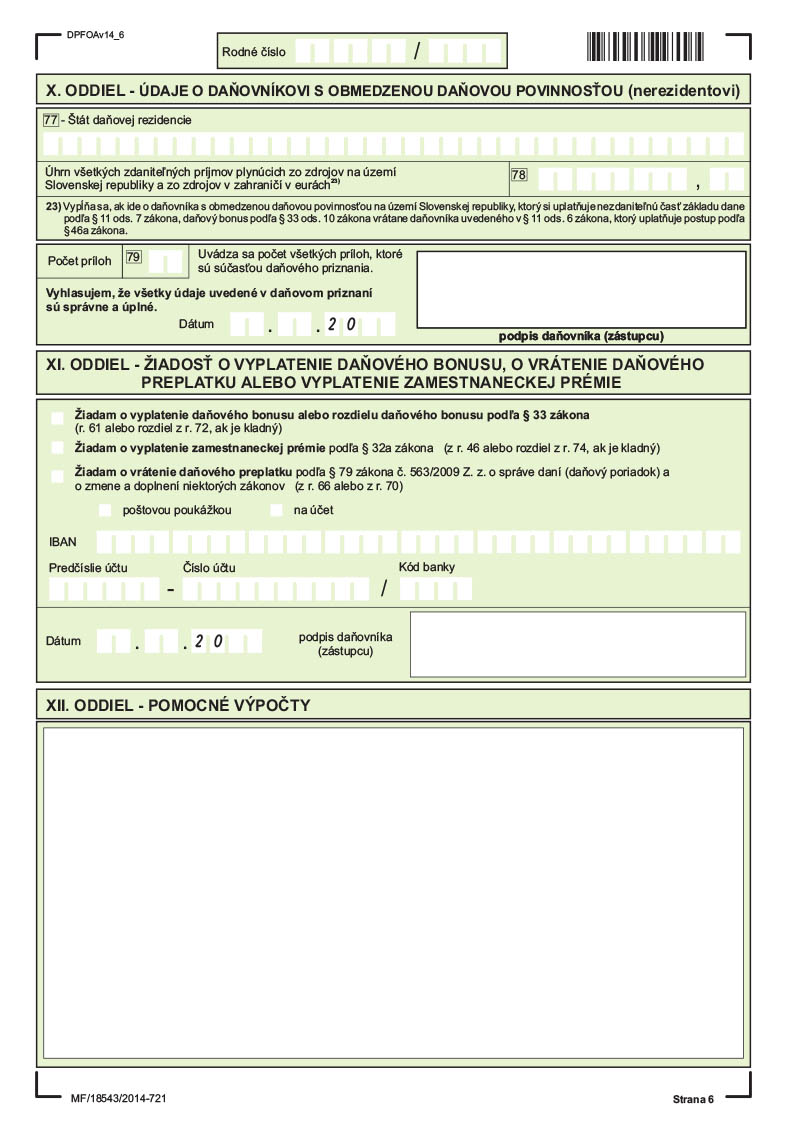 DPFOAv14_6
Rodné číslo /
X. ODDIEL - ÚDAJE O DAŇOVNÍKOVI S OBMEDZENOU DAŇOVOU POVINNOSŤOU (nerezidentovi)
77 - Štát daňovej rezidencie
Úhrn všetkých zdaniteľných príjmov plynúcich zo zdrojov na území
Slovenskej republiky a zo zdrojov v zahraničí v eurách23)
78 ,
23) Vypĺňa sa, ak ide o daňovníka s obmedzenou daňovou povinnosťou na území Slovenskej republiky, ktorý si uplatňuje nezdaniteľnú časť základu dane
podľa § 11 ods. 7 zákona, daňový bonus podľa § 33 ods. 10 zákona vrátane daňovníka uvedeného v § 11 ods. 6 zákona, ktorý uplatňuje postup podľa
§ 46a zákona.
Počet príloh 79
Uvádza sa počet všetkých príloh, ktoré
sú súčasťou daňového priznania.
Vyhlasujem, že všetky údaje uvedené v daňovom priznaní
sú správne a úplné.
Dátum . . 20
podpis daňovníka (zástupcu)
XI. ODDIEL - ŽIADOSŤ O VYPLATENIE DAŇOVÉHO BONUSU, O VRÁTENIE DAŇOVÉHO
PREPLATKU ALEBO VYPLATENIE ZAMESTNANECKEJ PRÉMIE
Žiadam o vyplatenie daňového bonusu alebo rozdielu daňového bonusu podľa § 33 zákona
(r. 61 alebo rozdiel z r. 72, ak je kladný)
Žiadam o vyplatenie zamestnaneckej prémie podľa § 32a zákona (z r. 46 alebo rozdiel z r. 74, ak je kladný)
Žiadam o vrátenie daňového preplatku podľa § 79 zákona č. 563/2009 Z. z. o správe daní (daňový poriadok) a
o zmene a doplnení niektorých zákonov (z r. 66 alebo z r. 70)
poštovou poukážkou na účet
IBAN
Predčíslie účtu Číslo účtu Kód banky
- /
Dátum . . 20
podpis daňovníka
(zástupcu)
XII. ODDIEL - POMOCNÉ VÝPOČTY
MF/18543/2014-721 Strana 6